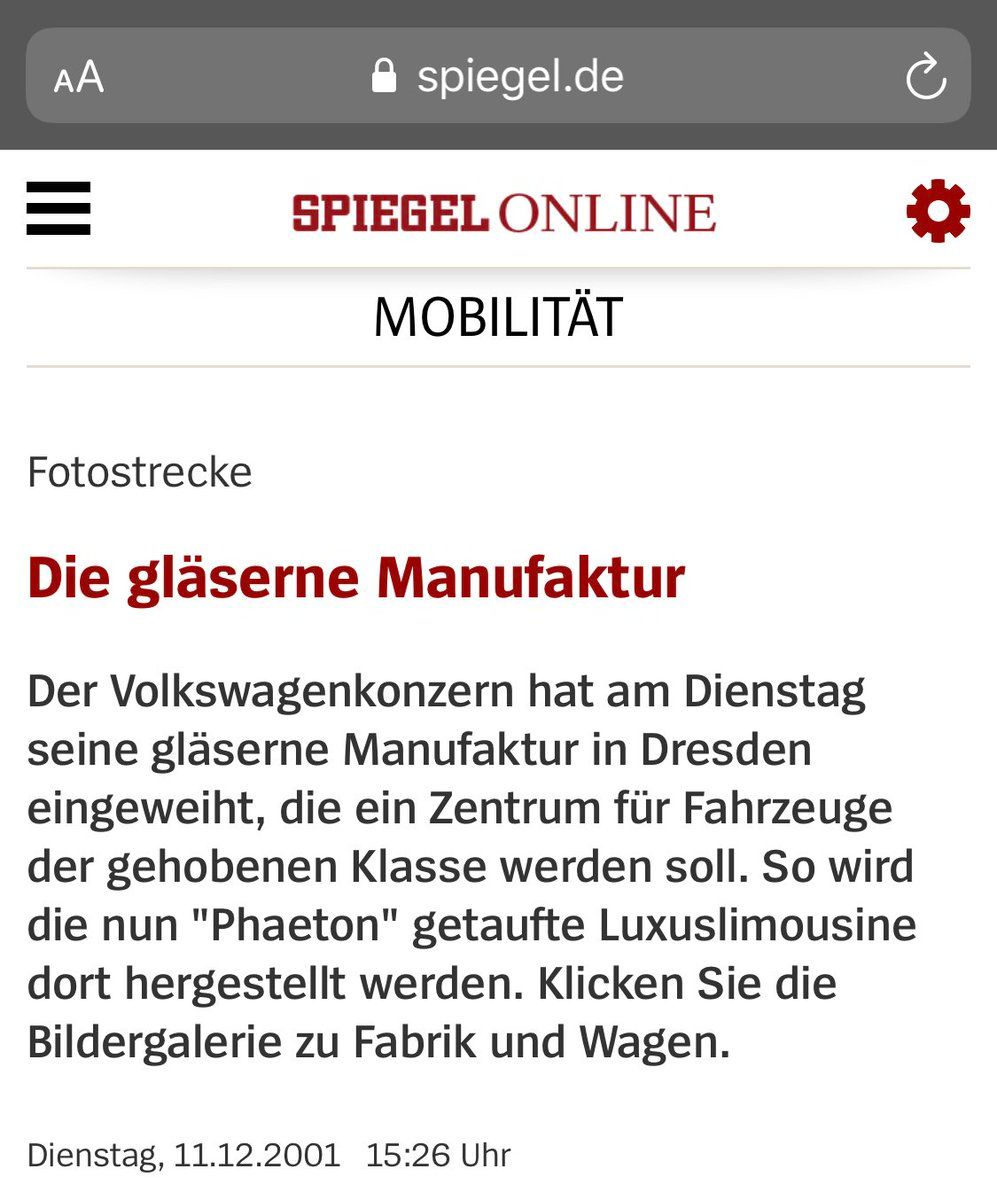 AA spiegel.de
SPIEGEL ONLINE
MOBILITÄT
Fotostrecke
Die gläserne Manufaktur
Der Volkswagenkonzern hat am Dienstag
seine gläserne Manufaktur in Dresden
eingeweiht, die ein Zentrum für Fahrzeuge
der gehobenen Klasse werden soll. So wird
die nun "Phaeton" getaufte Luxuslimousine
dort hergestellt werden. Klicken Sie die
Bildergalerie zu Fabrik und Wagen.
Dienstag, 11.12.2001 15:26 Uhr